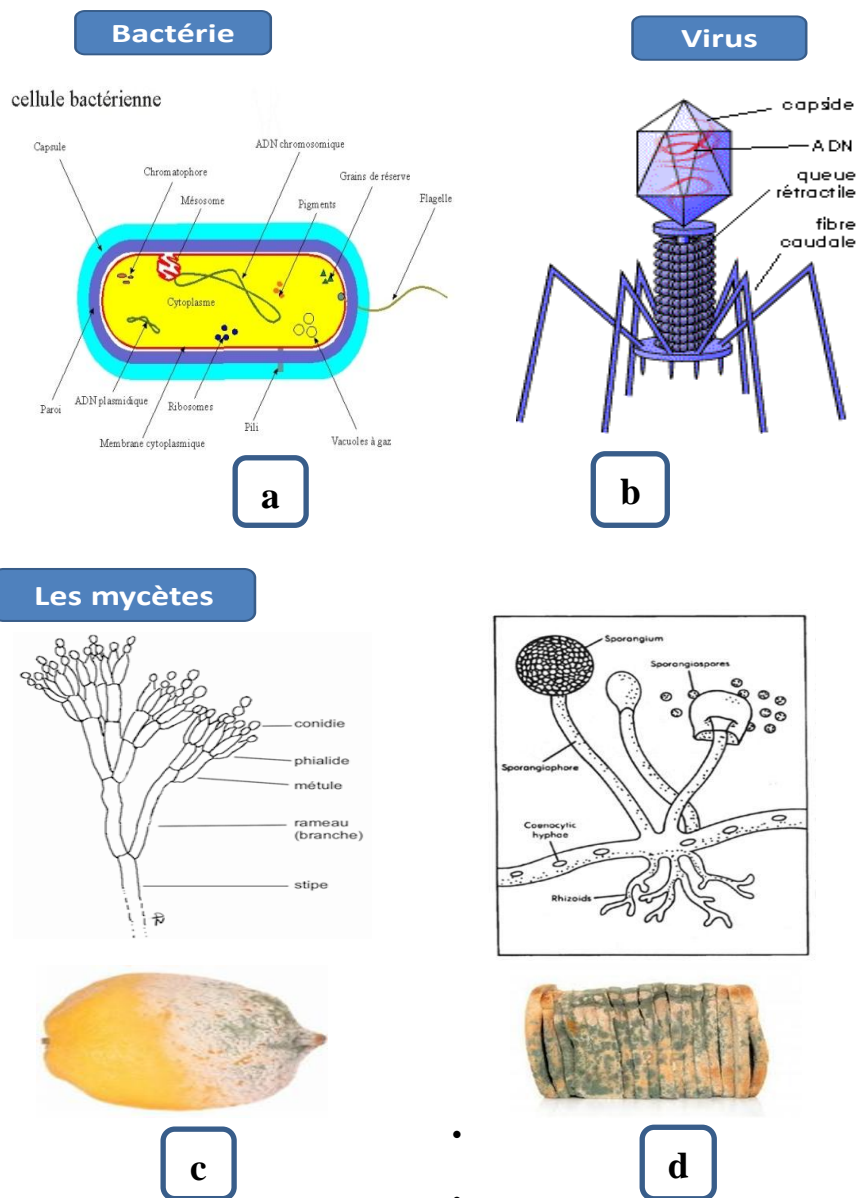 Bactérie
Virus
cellule bactérienne
Capsule
Chromatophore
Mésosome
ADN chromosomique
Pigments
Grains de réserve
Flagelle
Cytoplasme
Paroi
ADN plasmidique
Membrane cytoplasmique
Ribosomes
Pili
Vacuoles à gaz
capside
ADN
queue
rétractile
fibre
caudale
a
b
Les mycètes
conidie
phialide
métule
rameau
(branche)
stipe
Sporangium
Sporangiospores
Sporangiophore
Coenocytic
hyphae
Rhizoids
c
d